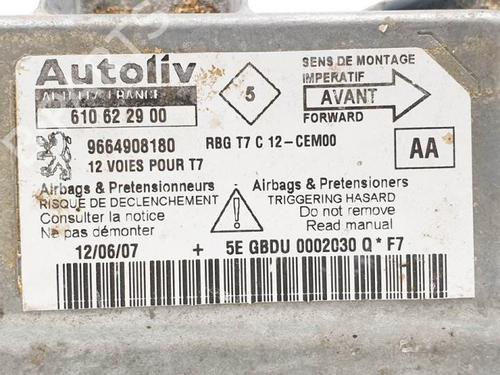 Autoliv
AUTOLIV FRANCE
610 62 29 00
5
SENS DE MONTAGE
IMPERATIF
AVANT
FORWARD
9664908180
RBG T7 C 12-CEM00
AA
12 VOIES POUR T7
Airbags & Pretensionneurs
RISQUE DE DECLENCHEMENT
Consulter la notice
Ne pas démonter
Airbags & Pretensioners
TRIGGERING HASARD
Do not remove
Read manual
12/06/07 + 5E GBDU 0002030 Q * F7